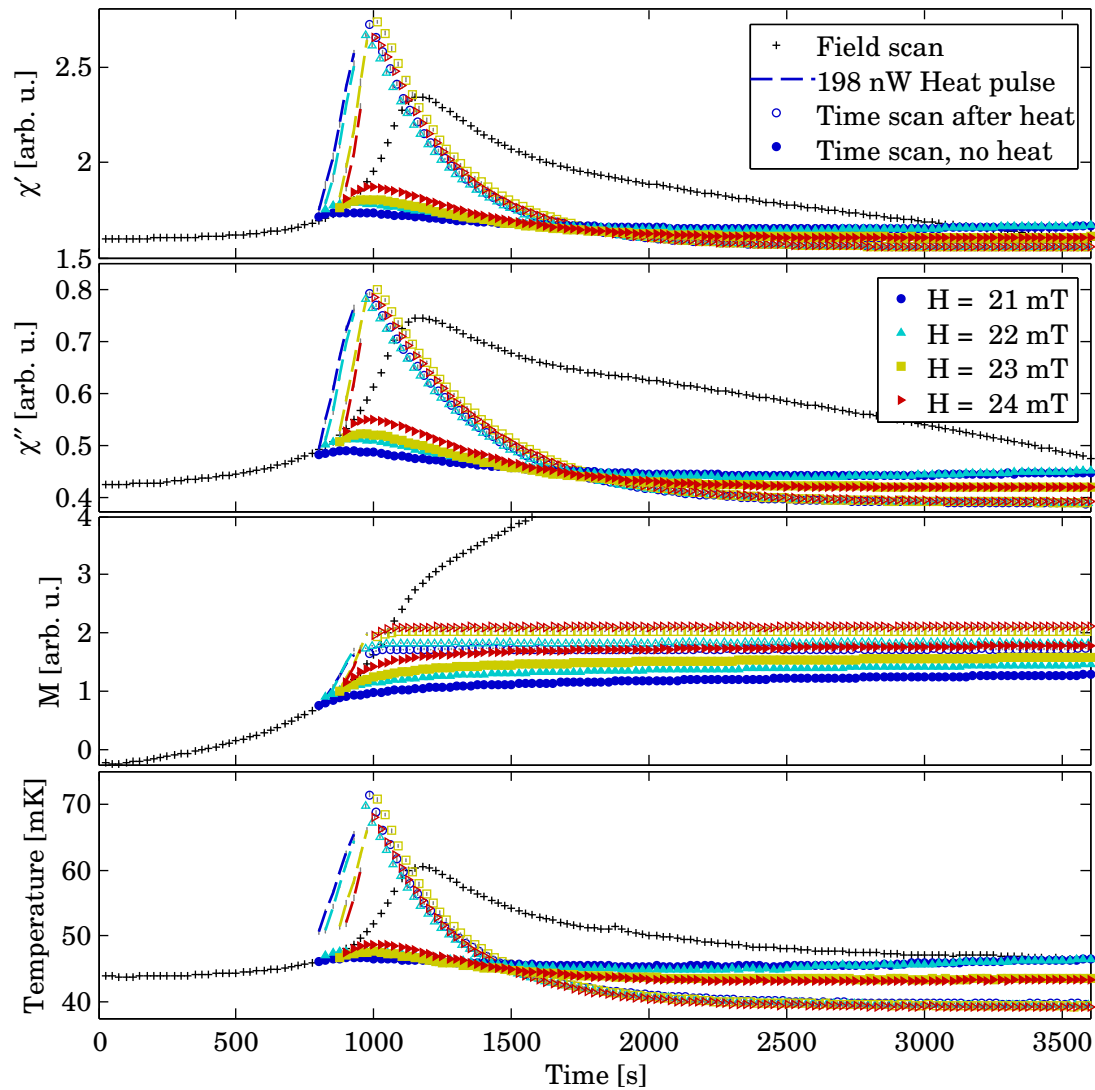 χ′ [arb. u.]
2.5
2
1.5
Field scan
198 nW Heat pulse
Time scan after heat
Time scan, no heat
χ″ [arb. u.]
0.8
0.7
0.6
0.5
0.4
H = 21 mT
H = 22 mT
H = 23 mT
H = 24 mT
M [arb. u.]
4
3
2
1
0
Temperature [mK]
70
60
50
40
0 500 1000 1500 2000 2500 3000 3500
Time [s]